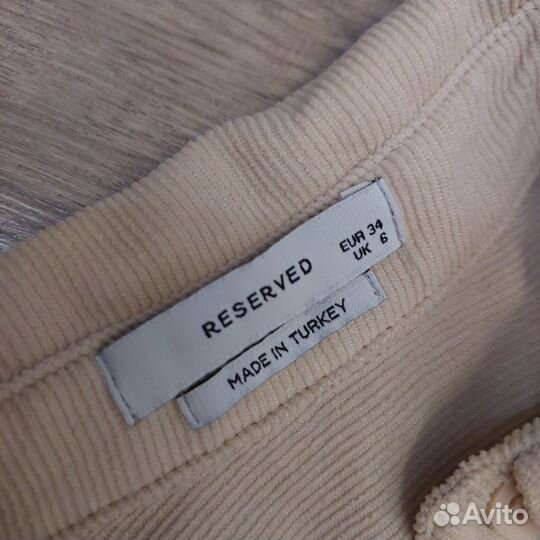 RESERVED
EUR 34
UK 6
MADE IN TURKEY
Avito